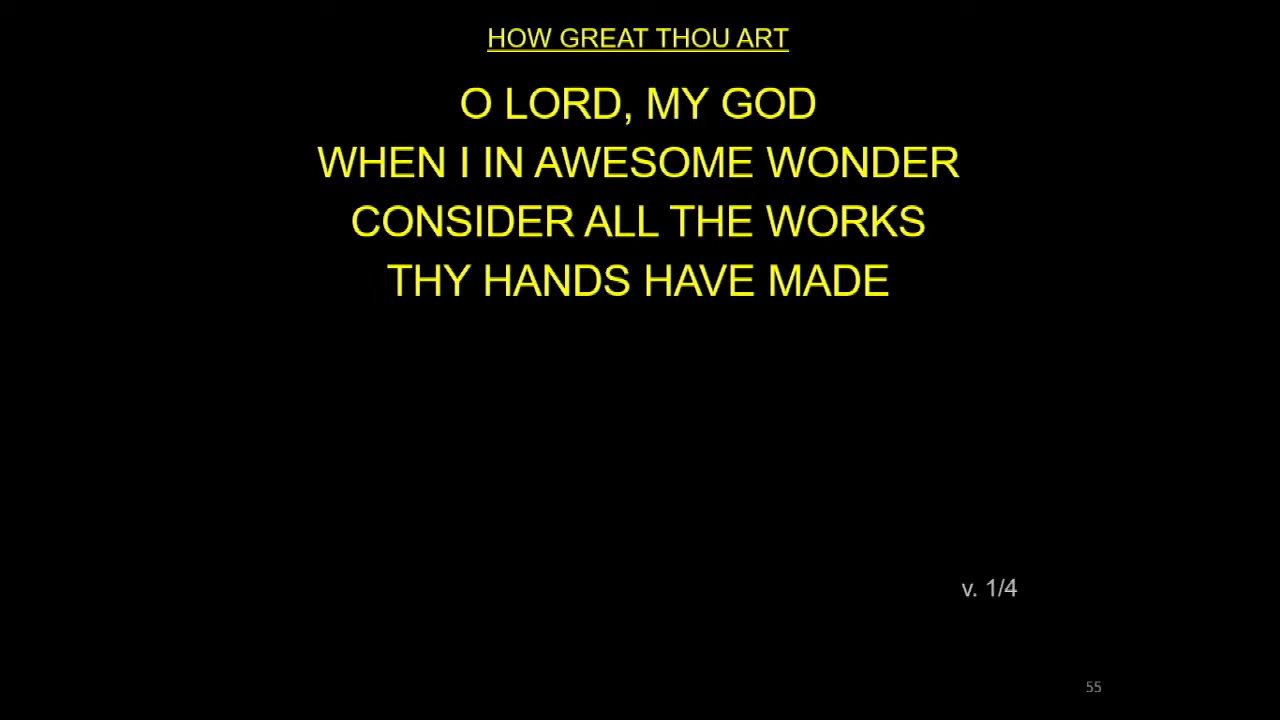 HOW GREAT THOU ART
O LORD, MY GOD
WHEN I IN AWESOME WONDER
CONSIDER ALL THE WORKS
THY HANDS HAVE MADE
v. 1/4
55